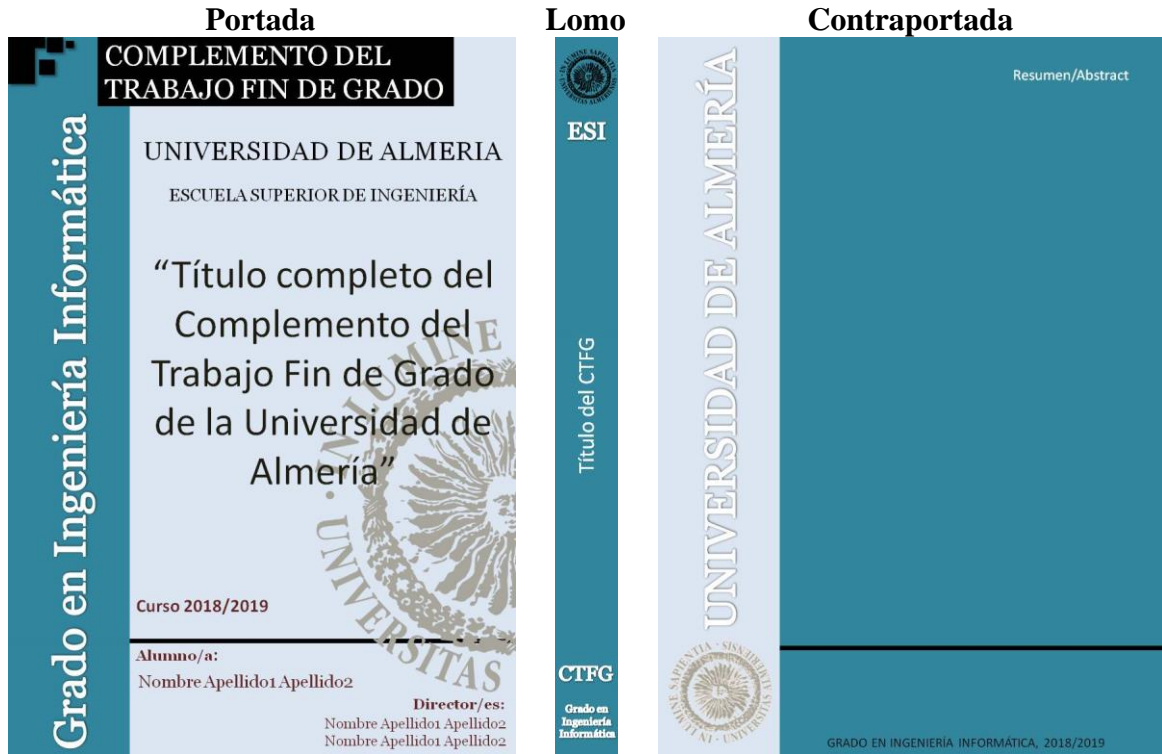 Portada
Lomo
Contraportada
COMPLEMENTO DEL
TRABAJO FIN DE GRADO
Grado en Ingeniería Informática
UNIVERSIDAD DE ALMERIA
ESCUELA SUPERIOR DE INGENIERÍA
“Título completo del
Complemento del
Trabajo Fin de Grado
de la Universidad de
Almería”
IN LUMINE
UNIVERSITAS
Curso 2018/2019
Alumno/a:
Nombre Apellido1 Apellido2
Director/es:
Nombre Apellido1 Apellido2
Nombre Apellido1 Apellido2
ESI
Título del CTFG
CTFG
Grado en
Ingeniería
Informática
UNIVERSIDAD DE ALMERÍA
Resumen/Abstract
GRADO EN INGENIERÍA INFORMÁTICA, 2018/2019